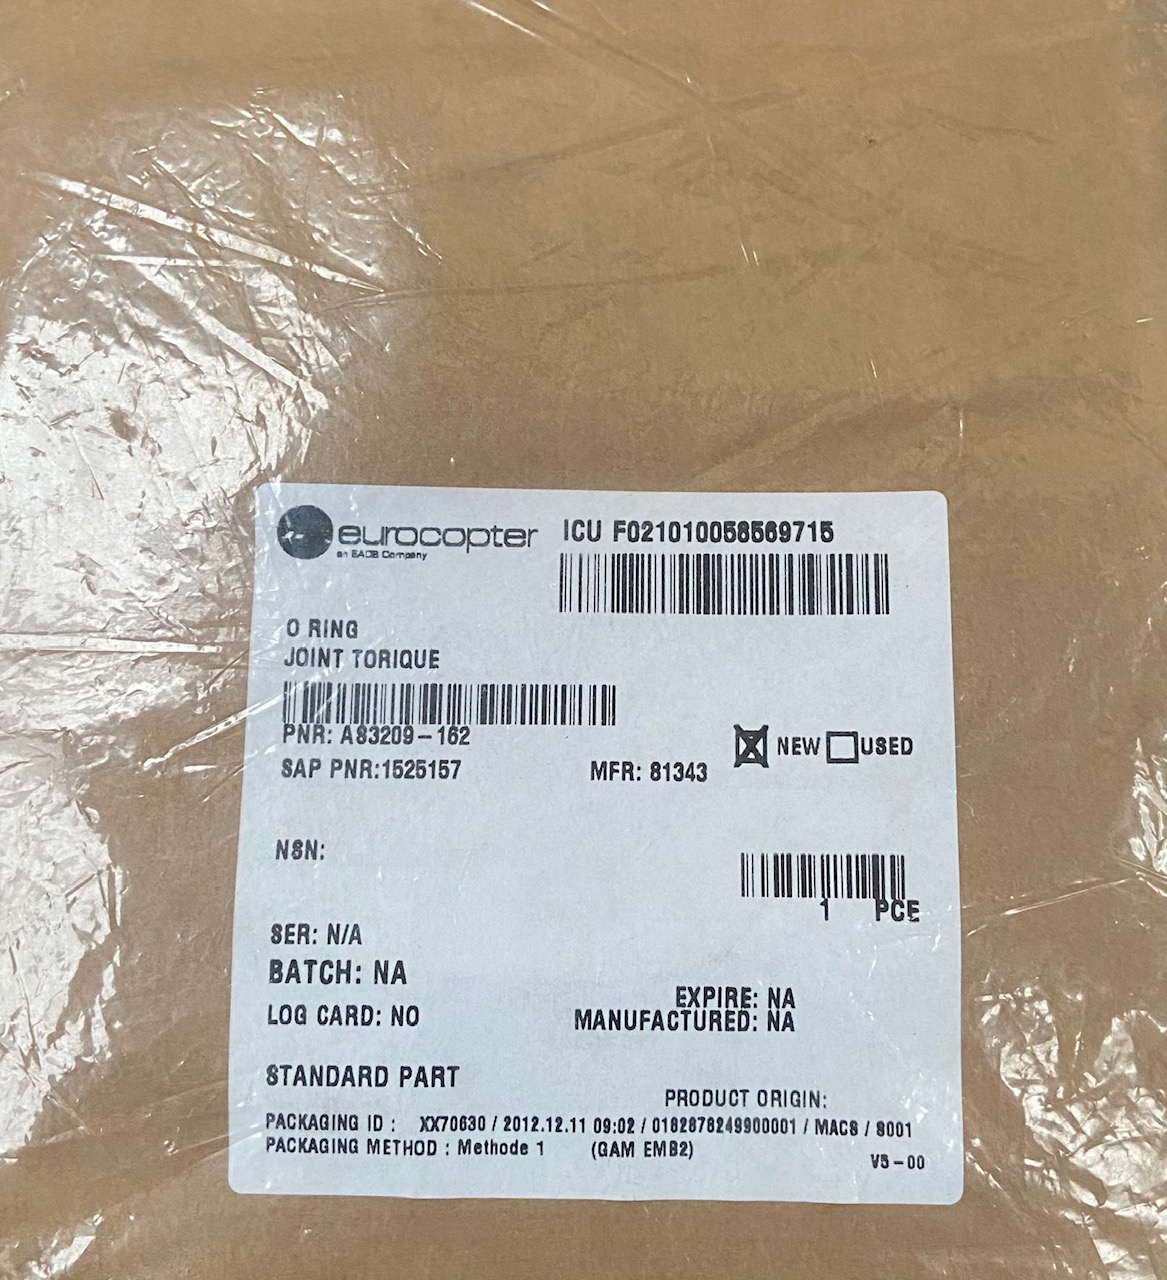 eurocopter
an EADS Company
ICU F021010058569715
O RING
JOINT TORIQUE
PNR: A83209-162
NEW USED
SAP PNR:1525157 MFR: 81343
NSN:
1 PCE
SER: N/A
BATCH: NA
EXPIRE: NA
LOG CARD: NO MANUFACTURED: NA
STANDARD PART
PRODUCT ORIGIN:
PACKAGING ID : XX70630 / 2012.12.11 09:02 / 0182876249900001 / MACS / S001
PACKAGING METHOD : Methode 1 (GAM EMB2)
V5-00